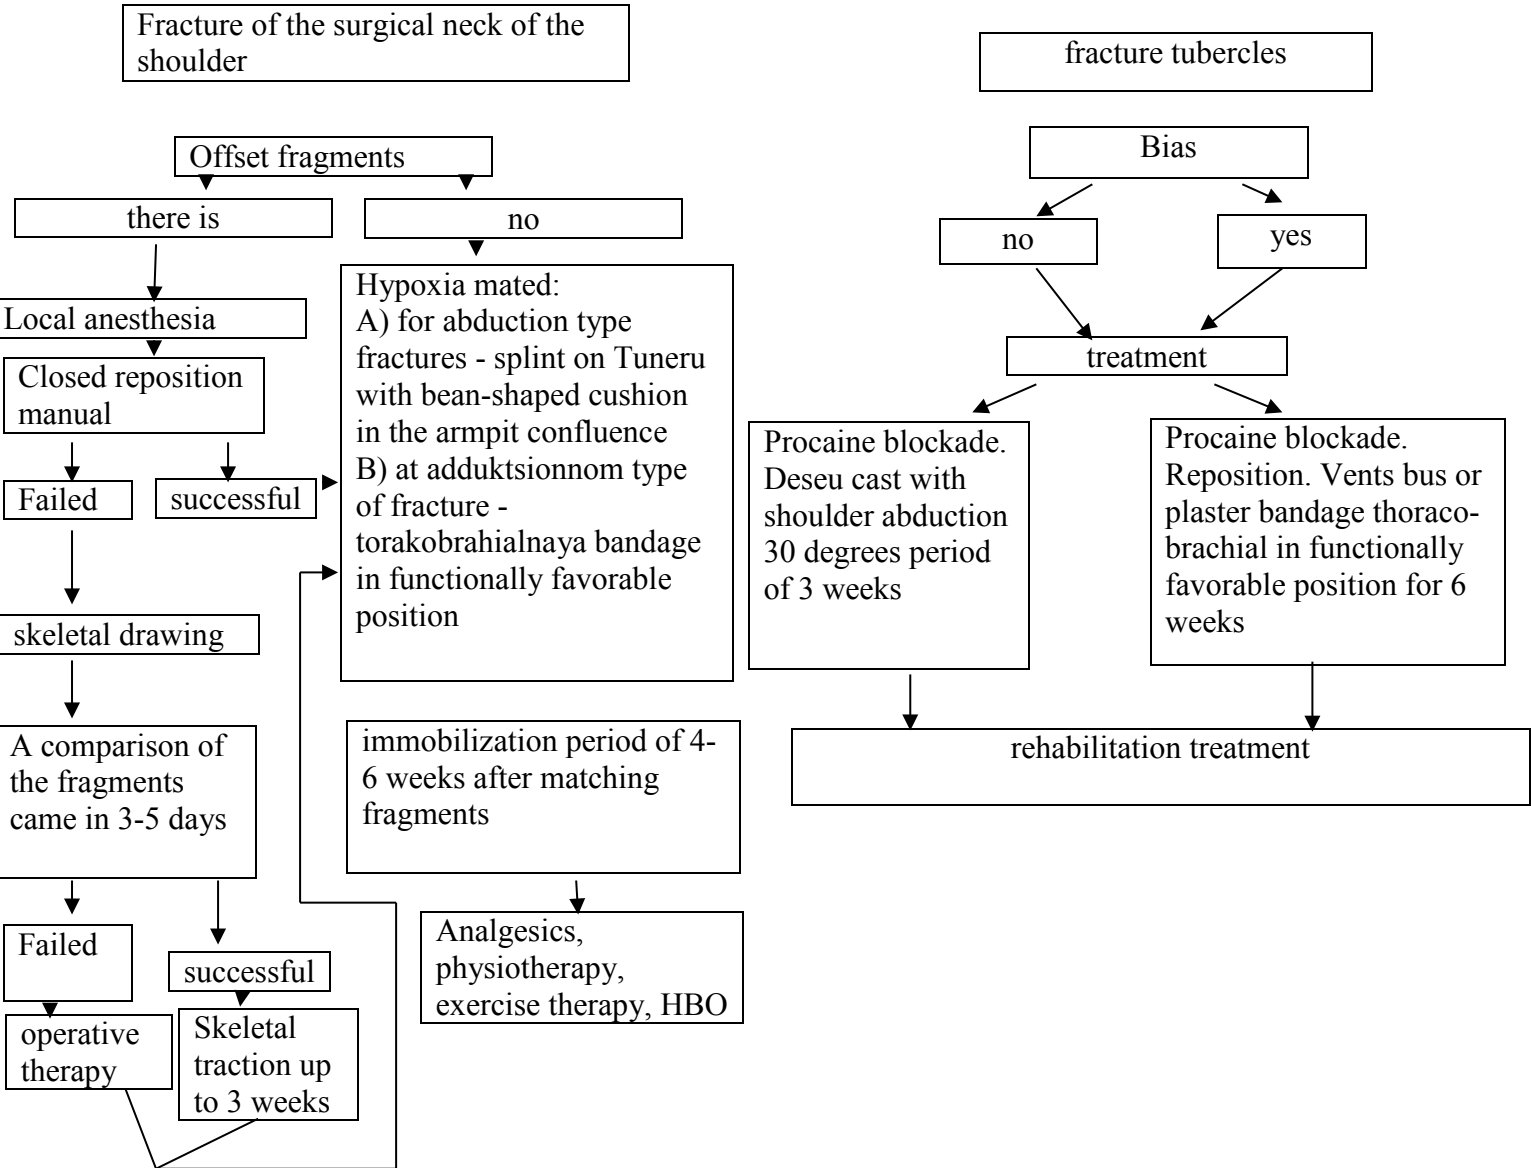 Fracture of the surgical neck of the
shoulder
Offset fragments
there is
no
Local anesthesia
Closed reposition
manual
Failed
successful
skeletal drawing
A comparison of
the fragments
came in 3-5 days
Failed
successful
operative
therapy
Skeletal
traction up
to 3 weeks
Hypoxia mated:
A) for abduction type
fractures - splint on Tuneru
with bean-shaped cushion
in the armpit confluence
B) at adduktsionnom type
of fracture -
torakobrahialnaya bandage
in functionally favorable
position
immobilization period of 4-
6 weeks after matching
fragments
Analgesics,
physiotherapy,
exercise therapy, HBO
fracture tubercles
Bias
no
yes
treatment
Procaine blockade.
Deseu cast with
shoulder abduction
30 degrees period
of 3 weeks
Procaine blockade.
Reposition. Vents bus or
plaster bandage thoraco-
brachial in functionally
favorable position for 6
weeks
rehabilitation treatment